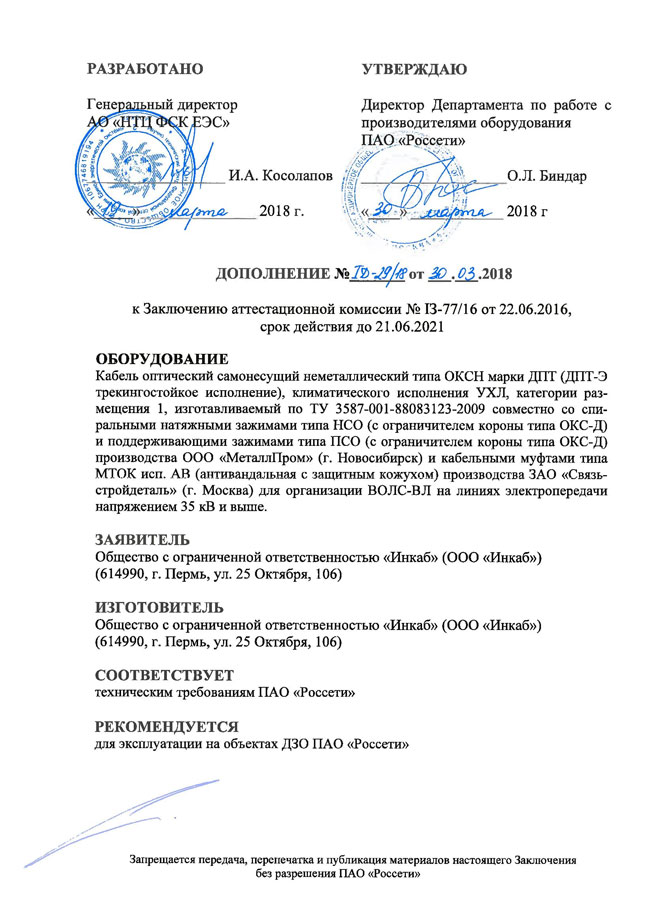 РАЗРАБОТАНО
Генеральный директор
АО «НТЦ ФСК ЕЭС»
И.А. Косолапов
«19» марта 2018 г.
УТВЕРЖДАЮ
Директор Департамента по работе с
производителями оборудования
ПАО «Россети»
О.Л. Биндар
«30» марта 2018 г
ДОПОЛНЕНИЕ № IД-29/18 от 30.03.2018
к Заключению аттестационной комиссии № IЗ-77/16 от 22.06.2016,
срок действия до 21.06.2021
ОБОРУДОВАНИЕ
Кабель оптический самонесущий неметаллический типа ОКСН марки ДПТ (ДПТ-Э
трекингостойкое исполнение), климатического исполнения УХЛ, категории раз-
мещения 1, изготавливаемый по ТУ 3587-001-88083123-2009 совместно со спи-
ральными натяжными зажимами типа НСО (с ограничителем короны типа ОКС-Д)
и поддерживающими зажимами типа ПСО (с ограничителем короны типа ОКС-Д)
производства ООО «МеталлПром» (г. Новосибирск) и кабельными муфтами типа
МТОК исп. АВ (антивандальная с защитным кожухом) производства ЗАО «Связь-
стройдеталь» (г. Москва) для организации ВОЛС-ВЛ на линиях электропередачи
напряжением 35 кВ и выше.
ЗАЯВИТЕЛЬ
Общество с ограниченной ответственностью «Инкаб» (ООО «Инкаб»)
(614990, г. Пермь, ул. 25 Октября, 106)
ИЗГОТОВИТЕЛЬ
Общество с ограниченной ответственностью «Инкаб» (ООО «Инкаб»)
(614990, г. Пермь, ул. 25 Октября, 106)
СООТВЕТСТВУЕТ
техническим требованиям ПАО «Россети»
РЕКОМЕНДУЕТСЯ
для эксплуатации на объектах ДЗО ПАО «Россети»
Запрещается передача, перепечатка и публикация материалов настоящего Заключения
без разрешения ПАО «Россети»